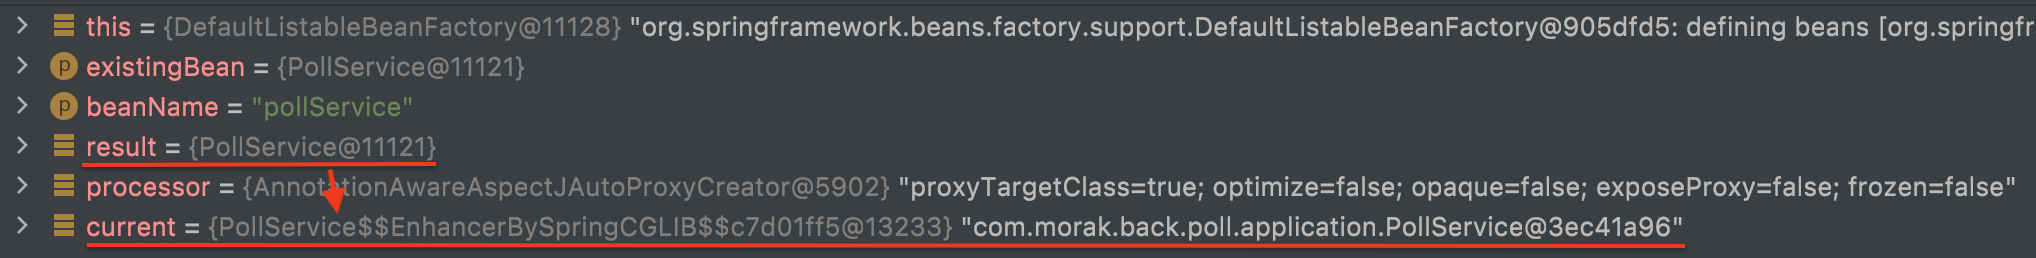 this = {DefaultListableBeanFactory@11128} "org.springframework.beans.factory.support.DefaultListableBeanFactory@905dfd5: defining beans [org.springfr
p existingBean = {PollService@11121}
p beanName = "pollService"
result = {PollService@11121}
processor = {AnnotationAwareAspectJAutoProxyCreator@5902} "proxyTargetClass=true; optimize=false; opaque=false; exposeProxy=false; frozen=false"
current = {PollService$$EnhancerBySpringCGLIB$$c7d01ff5@13233} "com.morak.back.poll.application.PollService@3ec41a96"